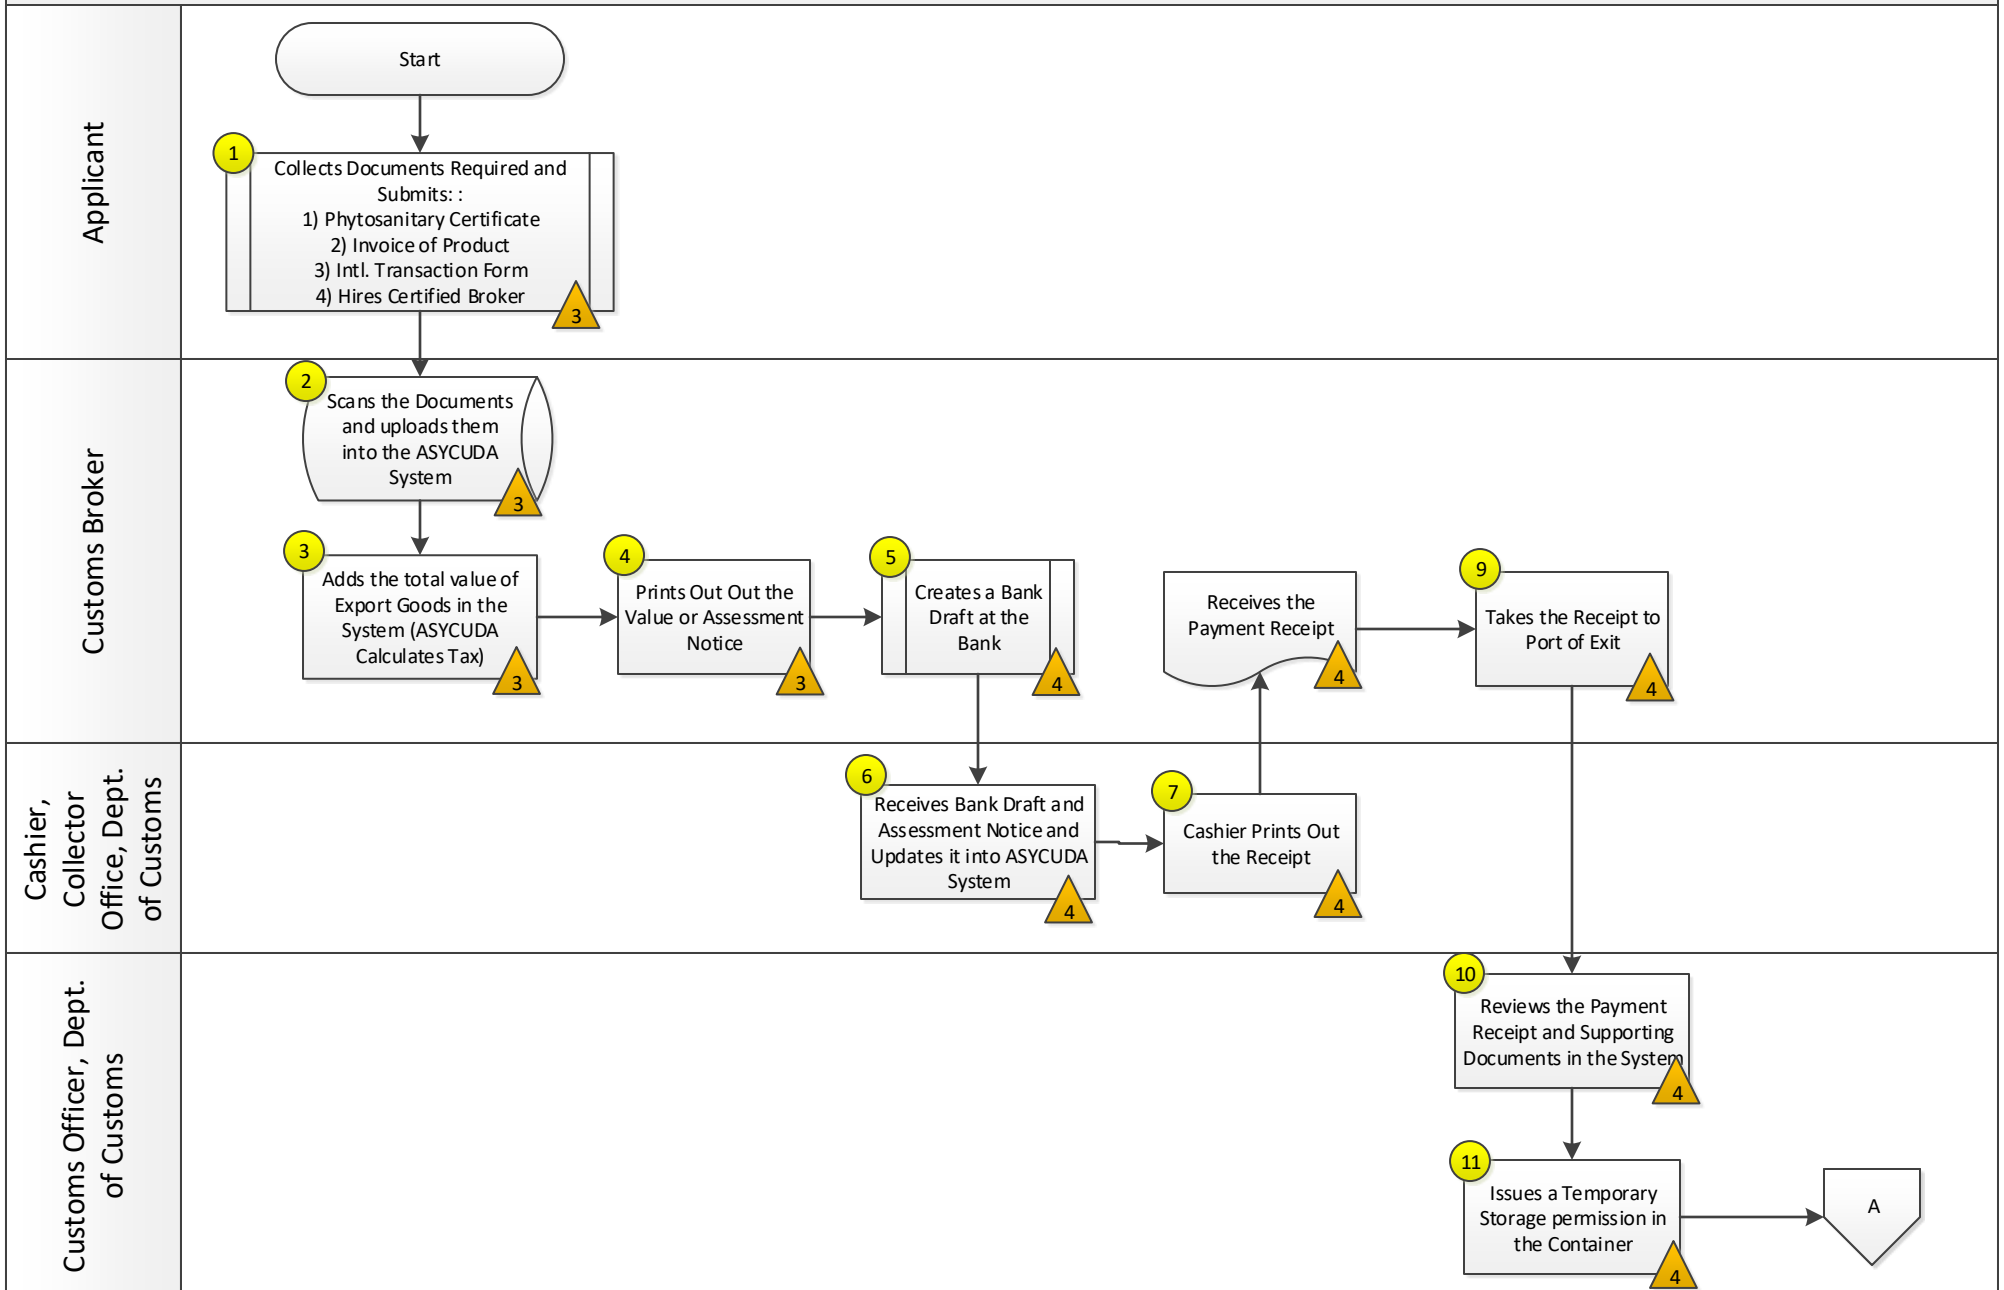 Applicant
Start
1
Collects Documents Required and
Submits: :
1) Phytosanitary Certificate
2) Invoice of Product
3) Intl. Transaction Form
4) Hires Certified Broker
3
Customs Broker
2
Scans the Documents
and uploads them
into the ASYCUDA
System
3
3
Adds the total value of
Export Goods in the
System (ASYCUDA
Calculates Tax)
3
4
Prints Out Out the
Value or Assessment
Notice
3
5
Creates a Bank
Draft at the
Bank
4
Receives the
Payment Receipt
4
9
Takes the Receipt to
Port of Exit
4
Cashier,
Collector
Office, Dept.
of Customs
6
Receives Bank Draft and
Assessment Notice and
Updates it into ASYCUDA
System
4
7
Cashier Prints Out
the Receipt
4
Customs Officer, Dept.
of Customs
10
Reviews the Payment
Receipt and Supporting
Documents in the System
4
11
Issues a Temporary
Storage permission in
the Container
4
A